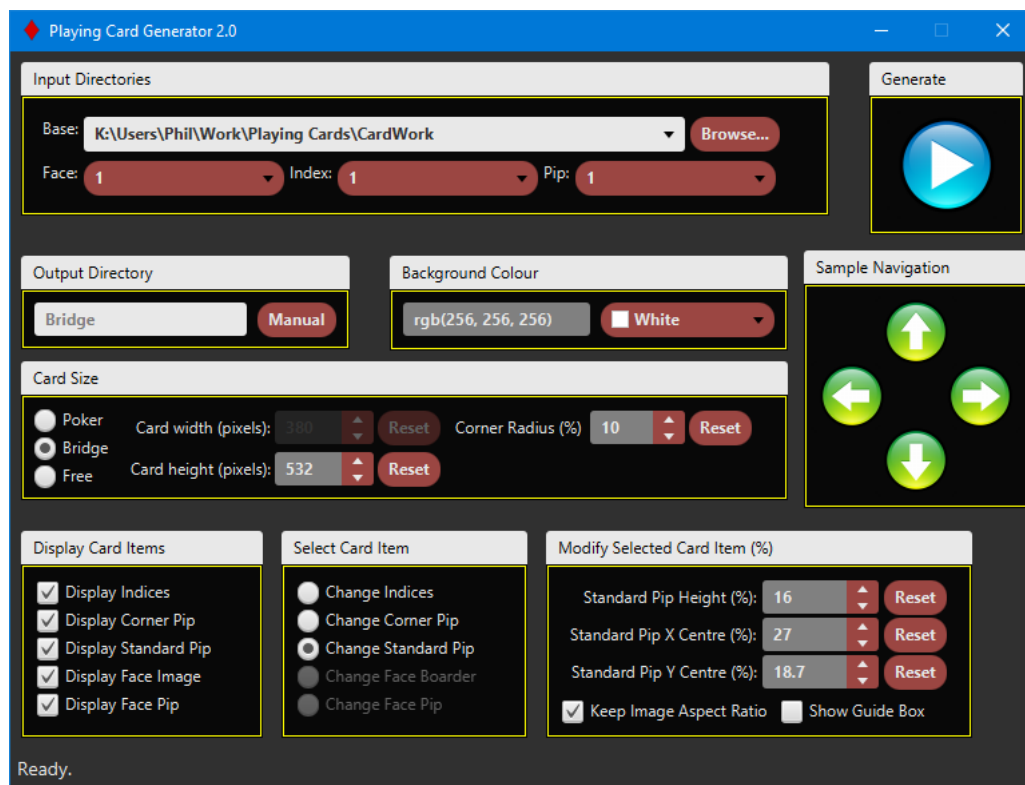 Playing Card Generator 2.0
Input Directories
Base: K:\Users\Phil\Work\Playing Cards\CardWork Browse...
Face: 1 Index: 1 Pip: 1
Generate
Output Directory
Bridge Manual
Background Colour
rgb(256, 256, 256) White
Sample Navigation
Card Size
Poker
Bridge
Free
Card width (pixels): 380 Reset Corner Radius (%) 10 Reset
Card height (pixels): 532 Reset
Display Card Items
Display Indices
Display Corner Pip
Display Standard Pip
Display Face Image
Display Face Pip
Select Card Item
Change Indices
Change Corner Pip
Change Standard Pip
Change Face Boarder
Change Face Pip
Modify Selected Card Item (%)
Standard Pip Height (%): 16 Reset
Standard Pip X Centre (%): 27 Reset
Standard Pip Y Centre (%): 18.7 Reset
Keep Image Aspect Ratio Show Guide Box
Ready.